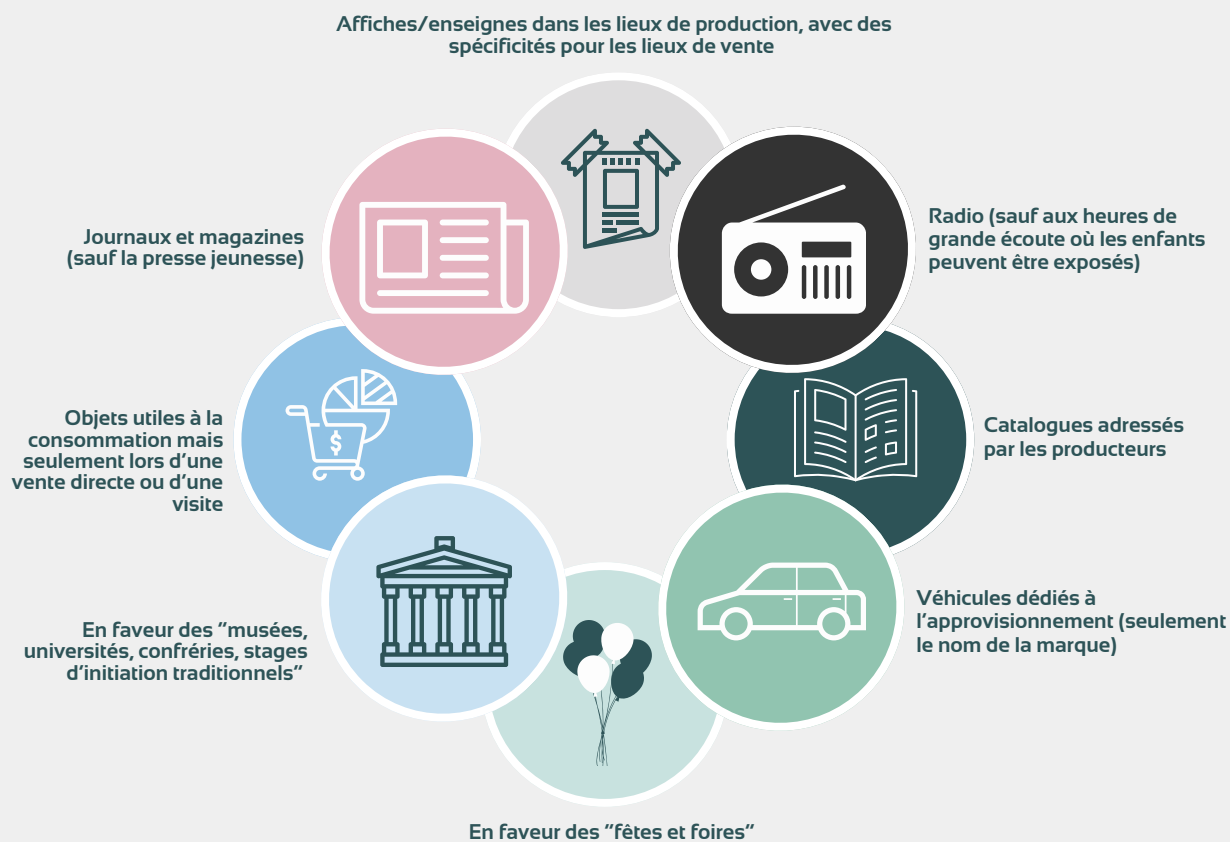 Affiches/enseignes dans les lieux de production, avec des
spécificités pour les lieux de vente
Journaux et magazines
(sauf la presse jeunesse)
Radio (sauf aux heures de
grande écoute où les enfants
peuvent être exposés)
Objets utiles à la
consommation mais
seulement lors d'une
vente directe ou d'une
visite
$
Catalogues adressés
par les producteurs
En faveur des "musées,
universités, confréries, stages
d'initiation traditionnels"
Véhicules dédiés à
l'approvisionnement (seulement
le nom de la marque)
En faveur des "fêtes et foires"